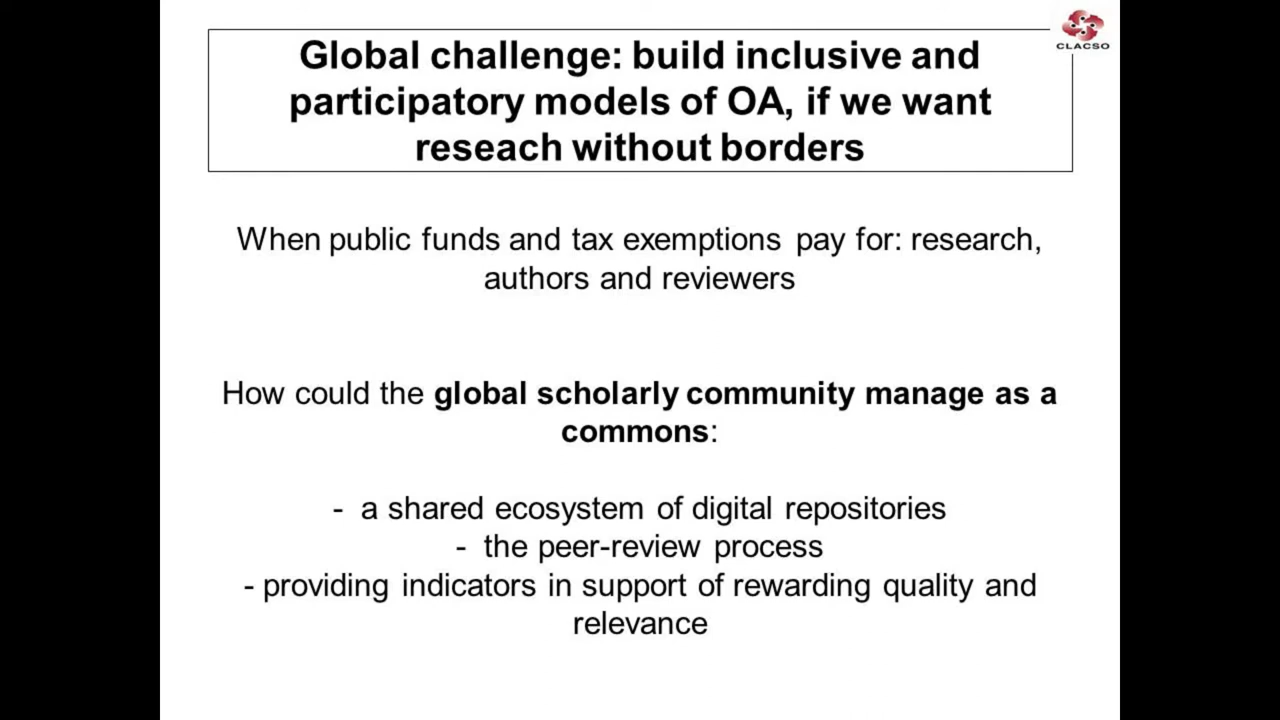 CLACSO
Global challenge: build inclusive and
participatory models of OA, if we want
reseach without borders
When public funds and tax exemptions pay for: research,
authors and reviewers
How could the global scholarly community manage as a
commons:
- a shared ecosystem of digital repositories
- the peer-review process
- providing indicators in support of rewarding quality and
relevance